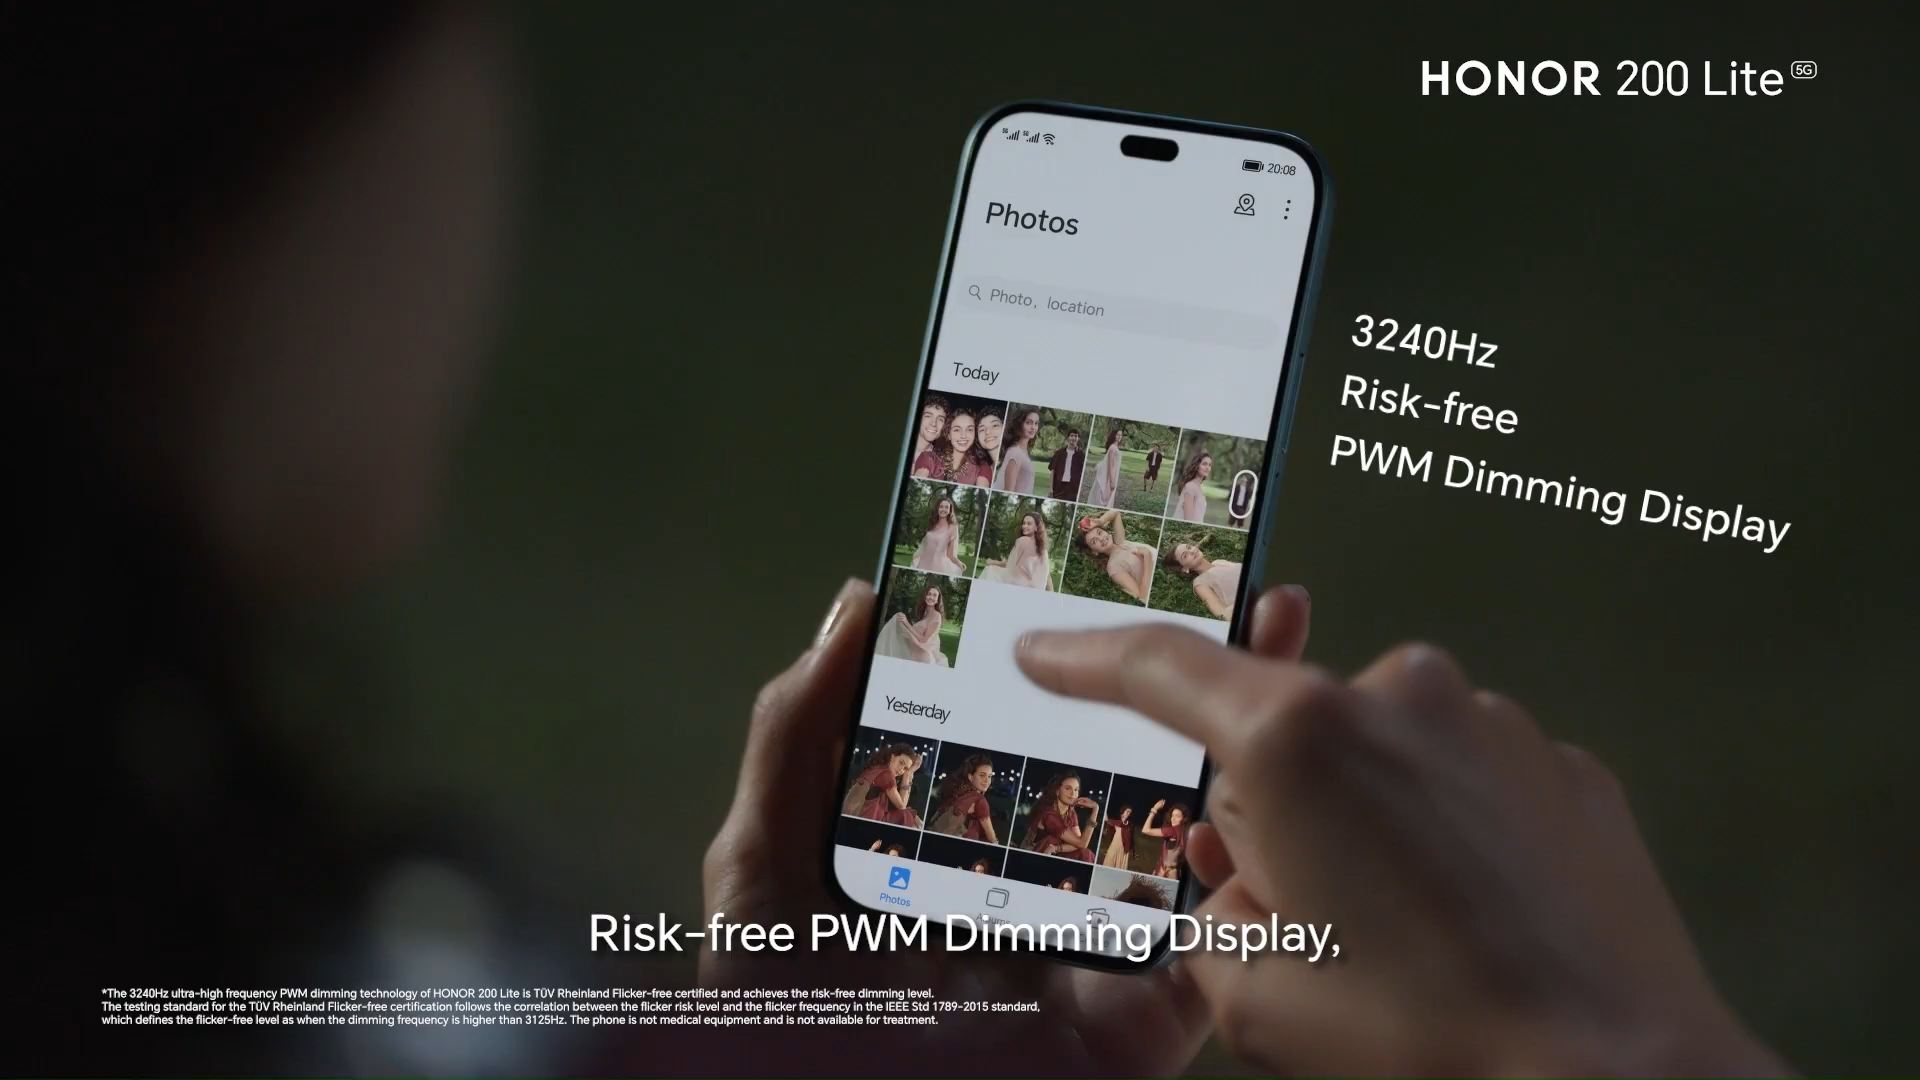 HONOR 200 Lite 5G
5G 5G
20:08
Photos
Photo, location
Today
3240Hz
Risk-free
PWM Dimming Display
Yesterday
Photos
Risk-free PWM Dimming Display,
*The 3240Hz ultra-high frequency PWM dimming technology of HONOR 200 Lite is TÜV Rheinland Flicker-free certified and achieves the risk-free dimming level.
The testing standard for the TÜV Rheinland Flicker-free certification follows the correlation between the flicker risk level and the flicker frequency in the IEEE Std 1789-2015 standard,
which defines the flicker-free level as when the dimming frequency is higher than 3125Hz. The phone is not medical equipment and is not available for treatment.